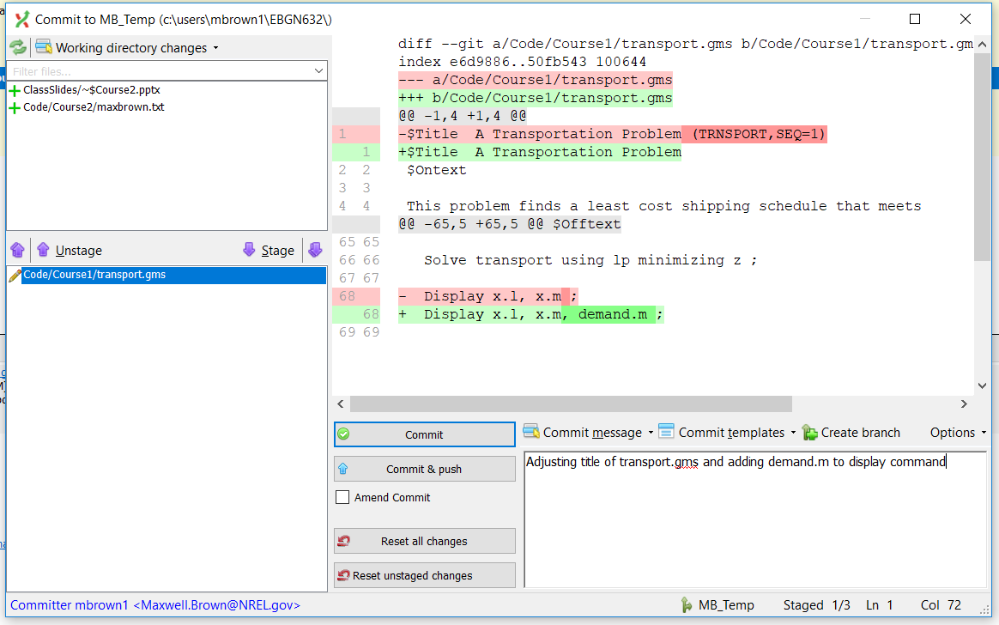 Commit to MB_Temp (c:\users\mbrown1\EBGN632\)
Working directory changes
Filter files...
ClassSlides/~$Course2.pptx
Code/Course2/maxbrown.txt
Unstage
Stage
Code/Course1/transport.gms
diff --git a/Code/Course1/transport.gms b/Code/Course1/transport.gm
index e6d9886..50fb543 100644
--- a/Code/Course1/transport.gms
+++ b/Code/Course1/transport.gms
@@ -1,4 +1,4 @@
1 -$Title  A Transportation Problem (TRNSPORT,SEQ=1)
1 +$Title  A Transportation Problem
2 2 $Ontext
3 3
4 4 This problem finds a least cost shipping schedule that meets
@@ -65,5 +65,5 @@ $Offtext
65 65
66 66 Solve transport using lp minimizing z ;
67 67
68 -  Display x.l, x.m ;
68 +  Display x.l, x.m, demand.m ;
69 69
Commit
Commit message
Commit templates
Create branch
Options
Commit & push
Amend Commit
Reset all changes
Reset unstaged changes
Adjusting title of transport.gms and adding demand.m to display command
Committer mbrown1 <Maxwell.Brown@NREL.gov>
MB_Temp
Staged 1/3
Ln 1
Col 72